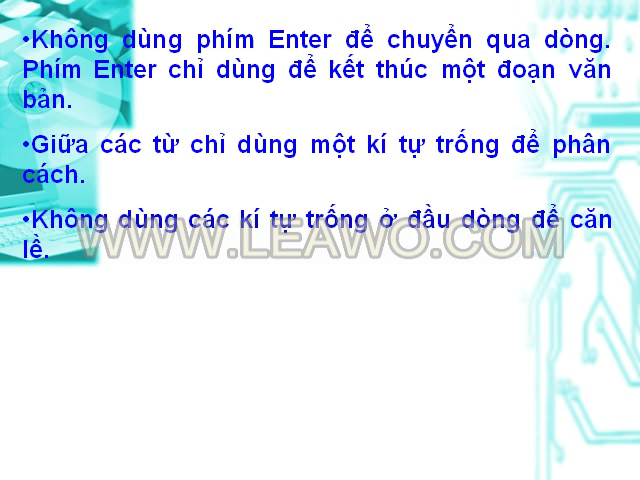 •Không dùng phím Enter để chuyển qua dòng.
Phím Enter chỉ dùng để kết thúc một đoạn văn
bản.
•Giữa các từ chỉ dùng một kí tự trống để phân
cách.
•Không dùng các kí tự trống ở đầu dòng để căn
lề.
WWW.LEAWO.COM